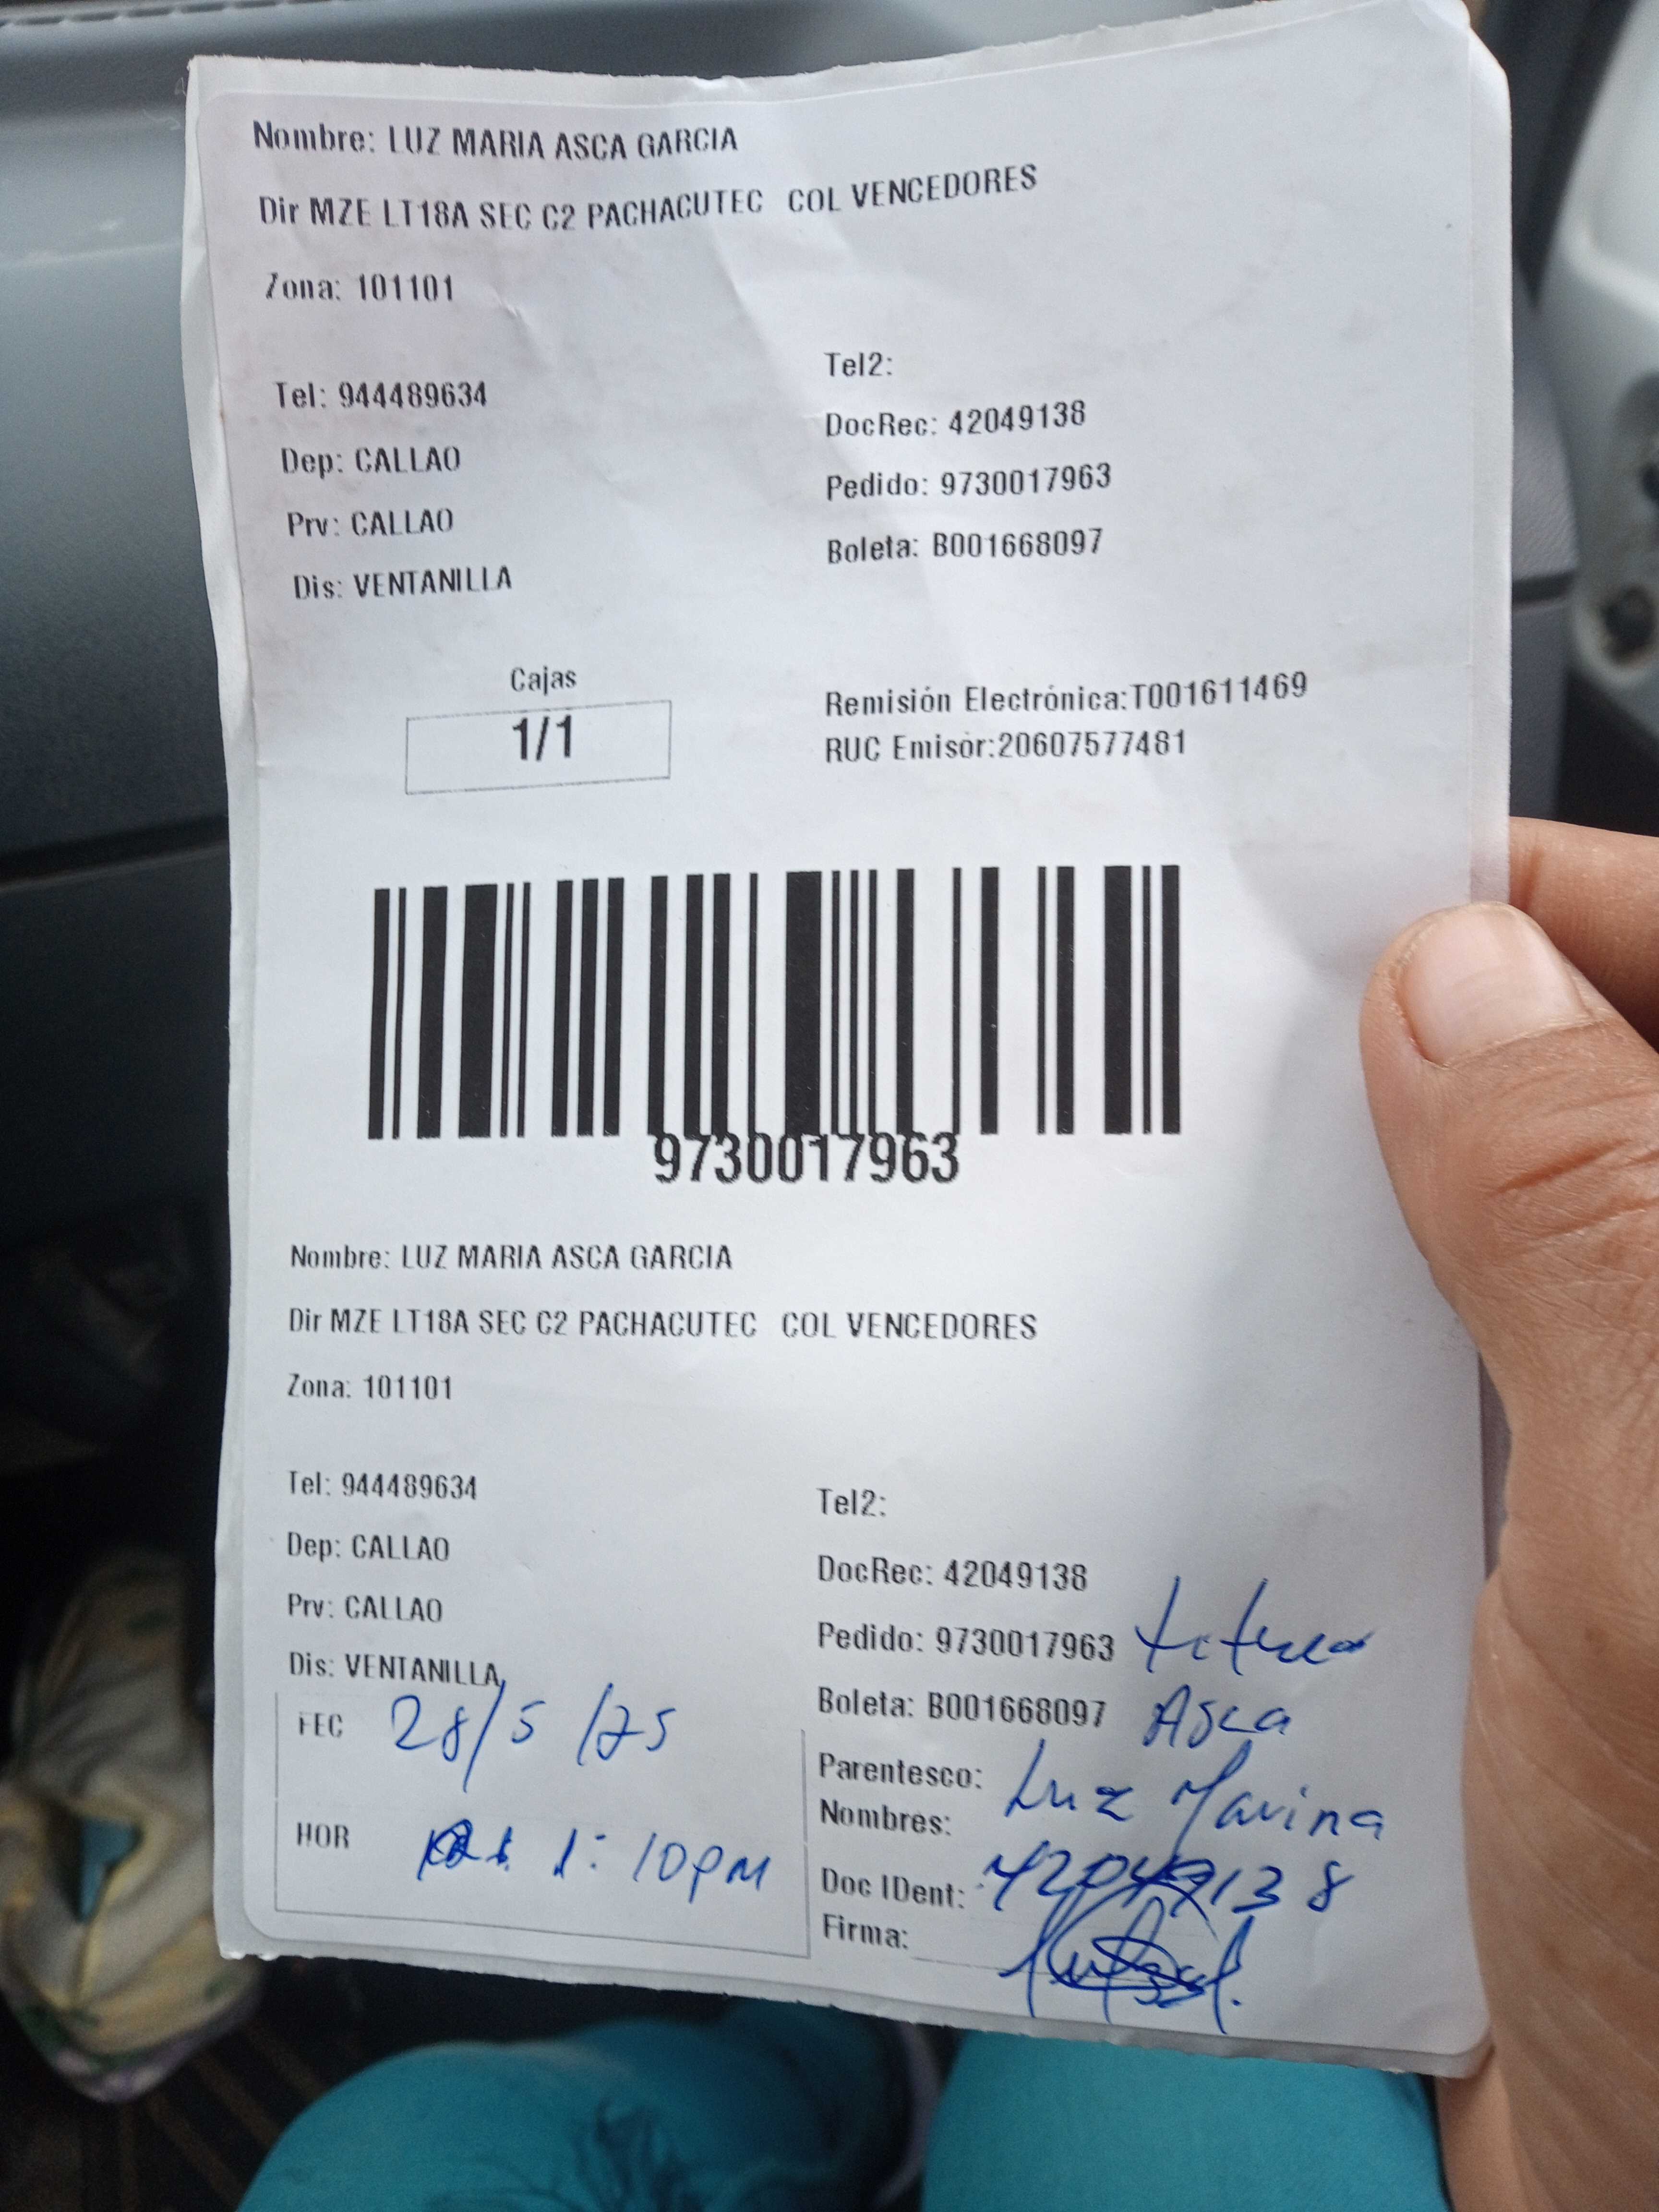 Nombre: LUZ MARIA ASCA GARCIA
Dir MZE LT18A SEC C2 PACHACUTEC COL VENCEDORES
Zona: 101101
Tel2:
Tel: 944489634
DocRec: 42049138
Dep: CALLAO
Pedido: 9730017963
Prv: CALLAO
Boleta: B001668097
Dis: VENTANILLA
Cajas
1/1
Remisión Electrónica:T001611469
RUC Emisor:20607577481
9730017963
Nombre: LUZ MARIA ASCA GARCIA
Dir MZE LT18A SEC C2 PACHACUTEC COL VENCEDORES
Zona: 101101
Tel: 944489634
Tel2:
Dep: CALLAO
DocRec: 42049138
Prv: CALLAO
Pedido: 9730017963
Dis: VENTANILLA
Boleta: B001668097 Asca
FEC 28/5/25
Parentesco: Luz Marina
Nombres:
HOR 1:10pm
Doc IDent: 42049138
Firma: